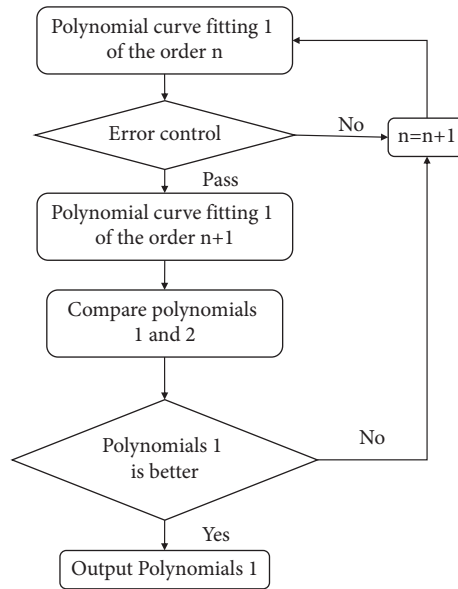 Polynomial curve fitting 1
of the order n
Error control
No
n=n+1
Pass
Polynomial curve fitting 1
of the order n+1
Compare polynomials
1 and 2
Polynomials 1
is better
No
Yes
Output Polynomials 1